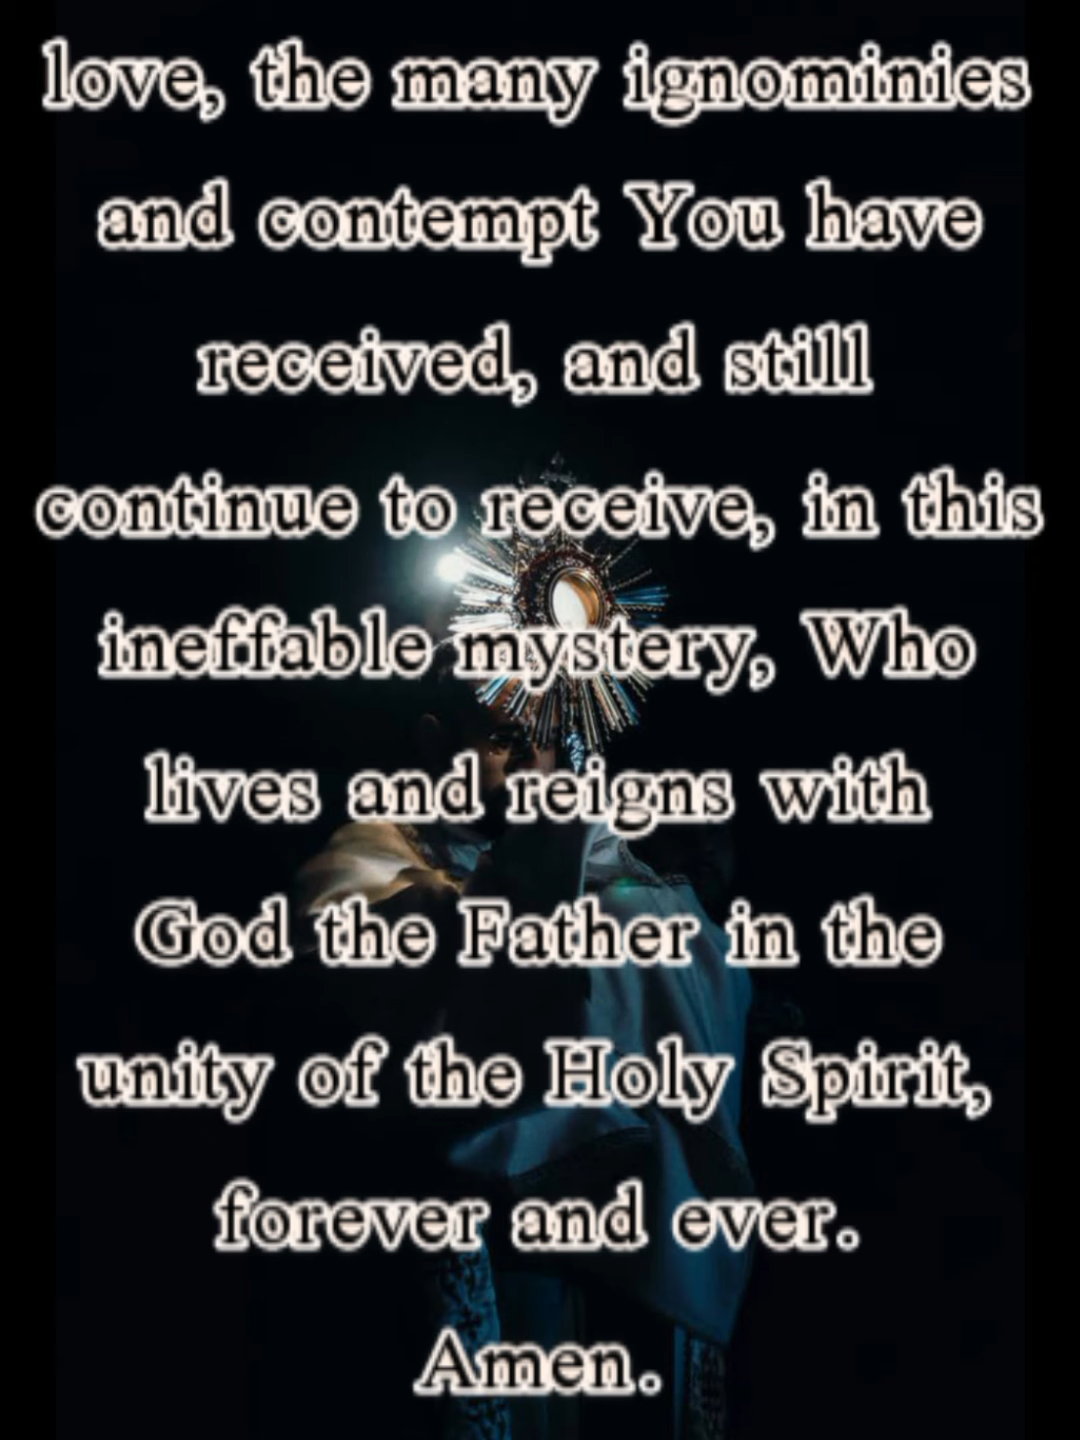 love, the many ignominies
and contempt You have
received, and still
continue to receive, in this
ineffable mystery, Who
lives and reigns with
God the Father in the
unity of the Holy Spirit,
forever and ever.
Amen.